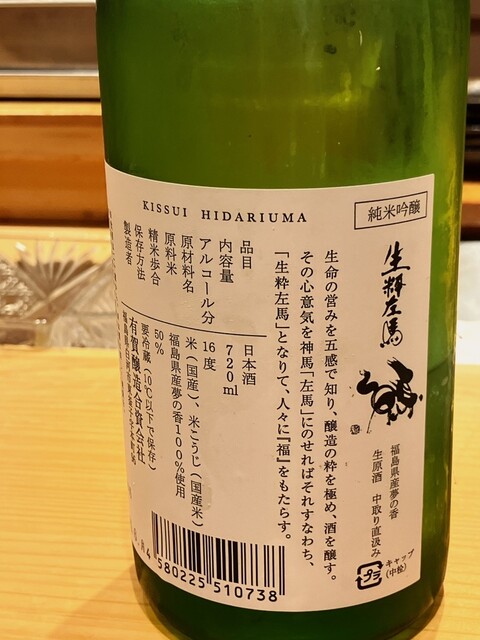 KISSUI HIDARIUMA
純米吟醸
生粋左馬
福島県産夢の香
生原酒 中取り直汲み
キャップ
(中栓)
プラ
生命の営みを五感で知り、醸造の粋を極め、酒を醸す。
その心意気を神馬「左馬」にのせればそれすなわち、
「生粋左馬」となりて、人々に『福』をもたらす。
品目 日本酒
内容量 720ml
アルコール分 16度
原材料名 米(国産)、米こうじ(国産米)
原料米 福島県産夢の香100%使用
精米歩合 50%
保存方法 要冷蔵(10℃以下で保存)
製造者 有賀醸造合資会社
4 580225 510738